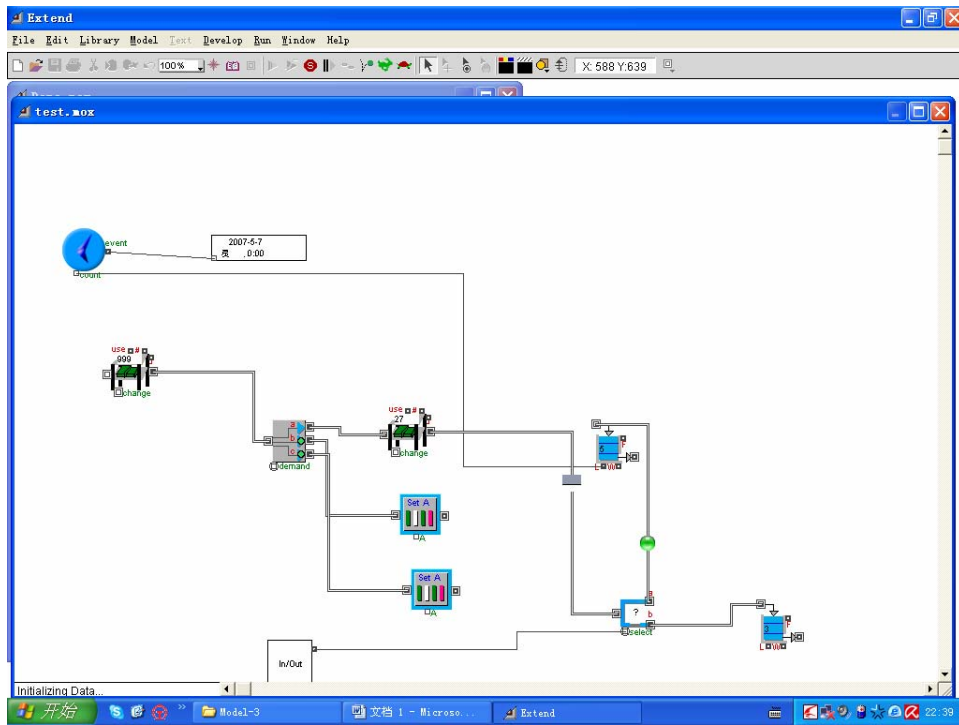 Extend
File Edit Library Model Text Develop Run Window Help
100%
X: 588 Y:639
test.mox
event
2007-5-7
,0:00
count
use #
999
change
a
b
c
demand
use #
27
change
F
5
L W
Set A
A
Set A
A
a
? b
select
F
3
L W
In/Out
Initializing Data...
开始
Model-3
文档 1 - Microso...
Extend
22:39